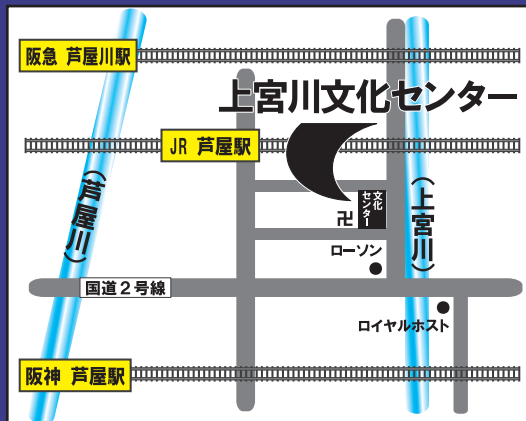 阪急 芦屋川駅
上宮川文化センター
JR 芦屋駅
(芦屋川)
文化
センター
卍
(上宮川)
ローソン
国道2号線
ロイヤルホスト
阪神 芦屋駅